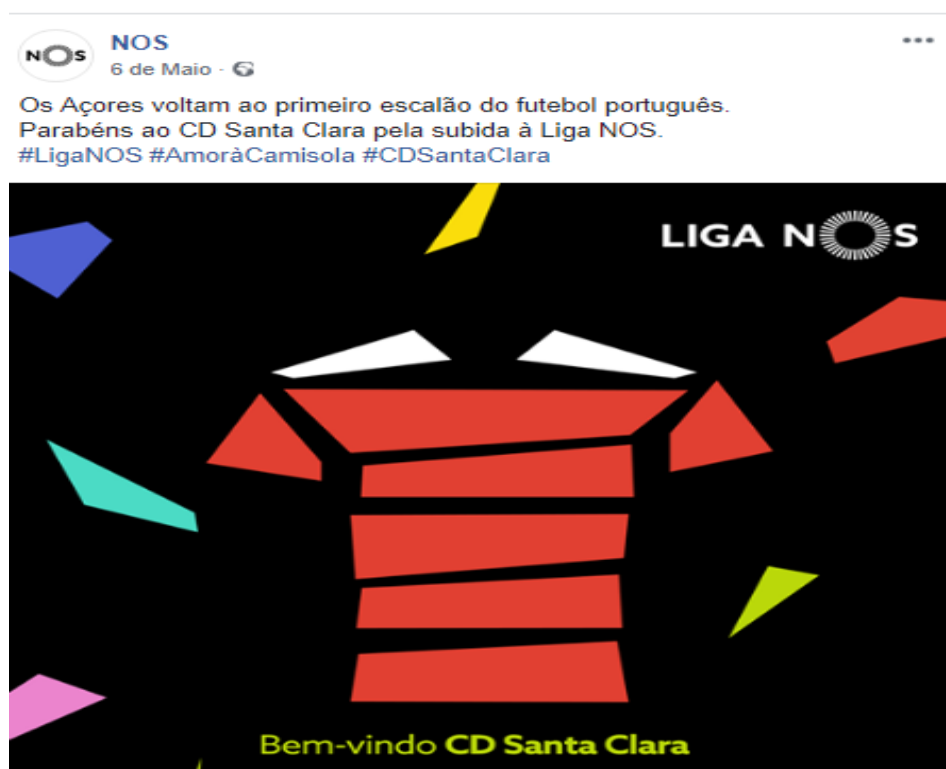 NOS
NOS
6 de Maio ·
Os Açores voltam ao primeiro escalão do futebol português.
Parabéns ao CD Santa Clara pela subida à Liga NOS.
#LigaNOS #AmoràCamisola #CDSantaClara
LIGA NOS
Bem-vindo CD Santa Clara